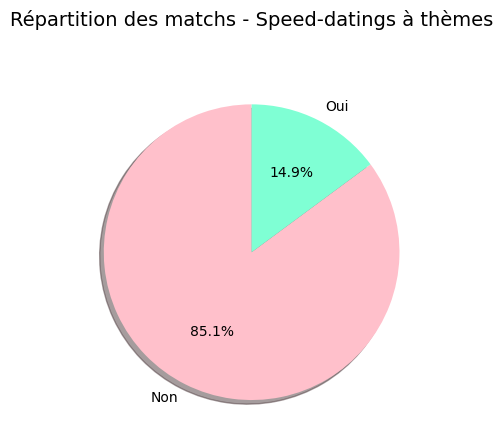 Répartition des matchs - Speed-datings à thèmes
Oui
14.9%
85.1%
Non